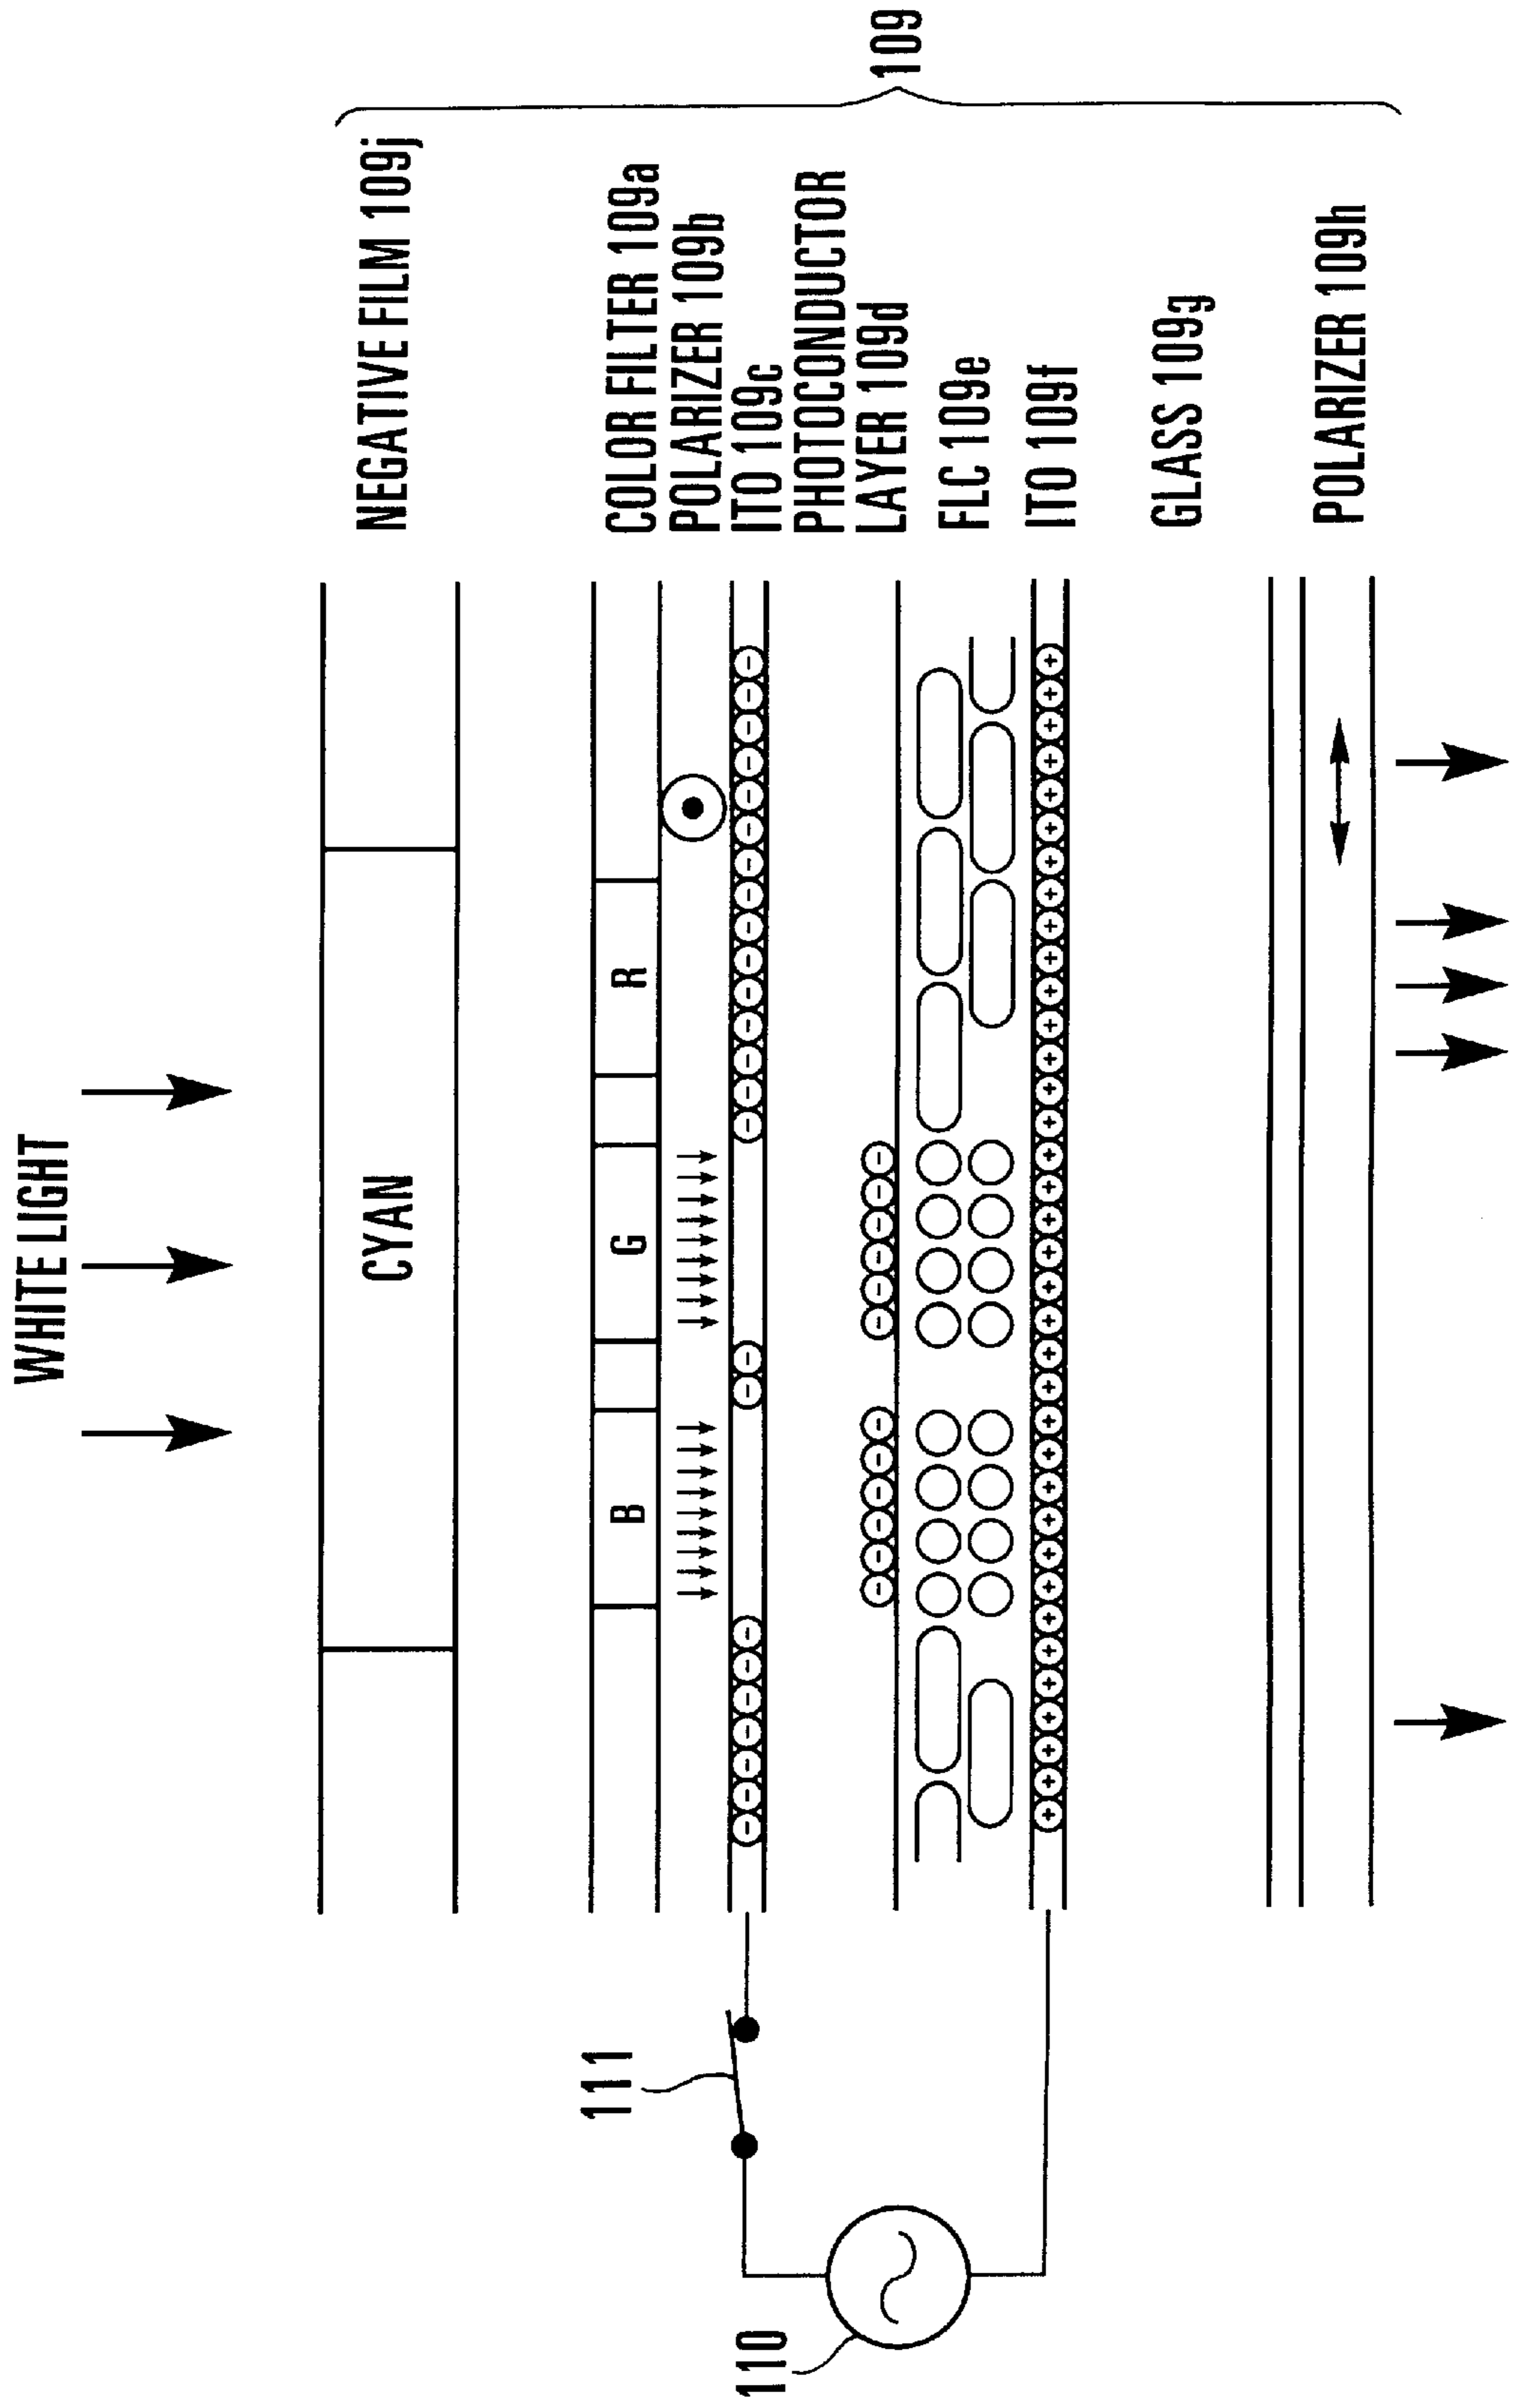 WHITE LIGHT
CYAN
NEGATIVE FILM 109j
B
G
R
COLOR FILTER 109a
POLARIZER 109b
ITO 109c
PHOTOCONDUCTOR
LAYER 109d
FLC 109e
ITO 109f
GLASS 109g
POLARIZER 109h
109
111
110